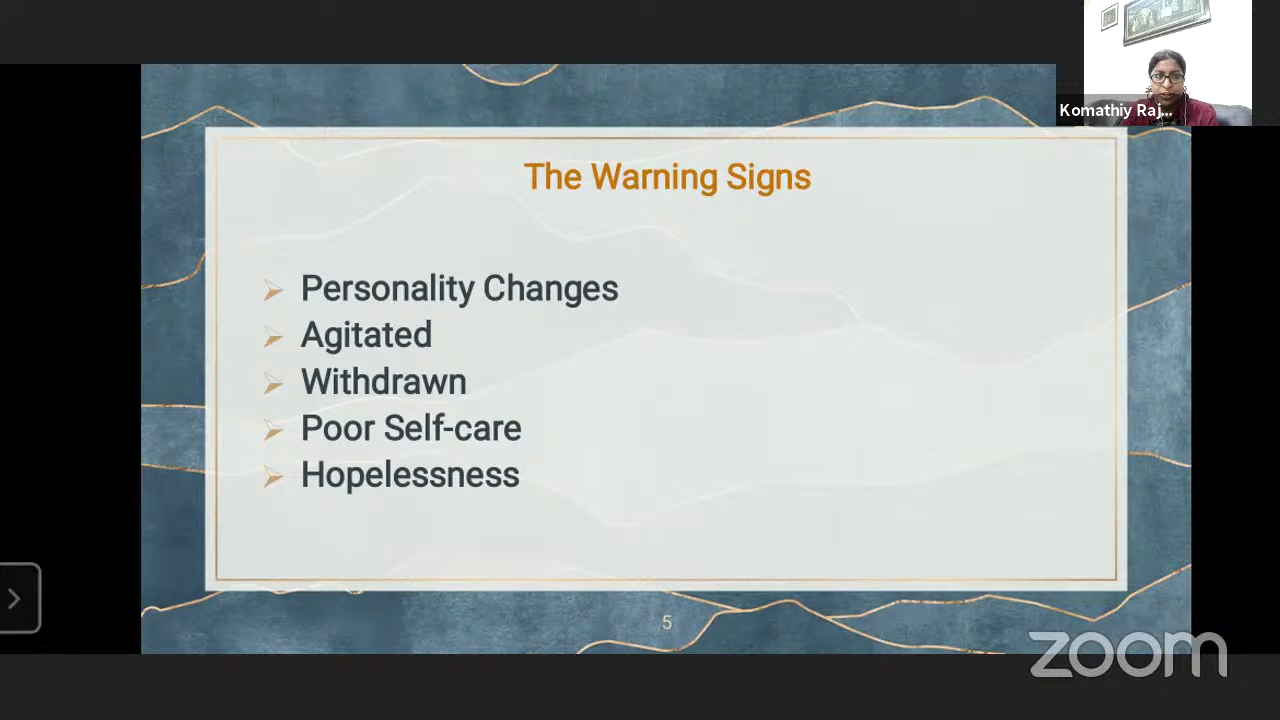 Komathiy Raj...
The Warning Signs
Personality Changes
Agitated
Withdrawn
Poor Self-care
Hopelessness
5
zoom